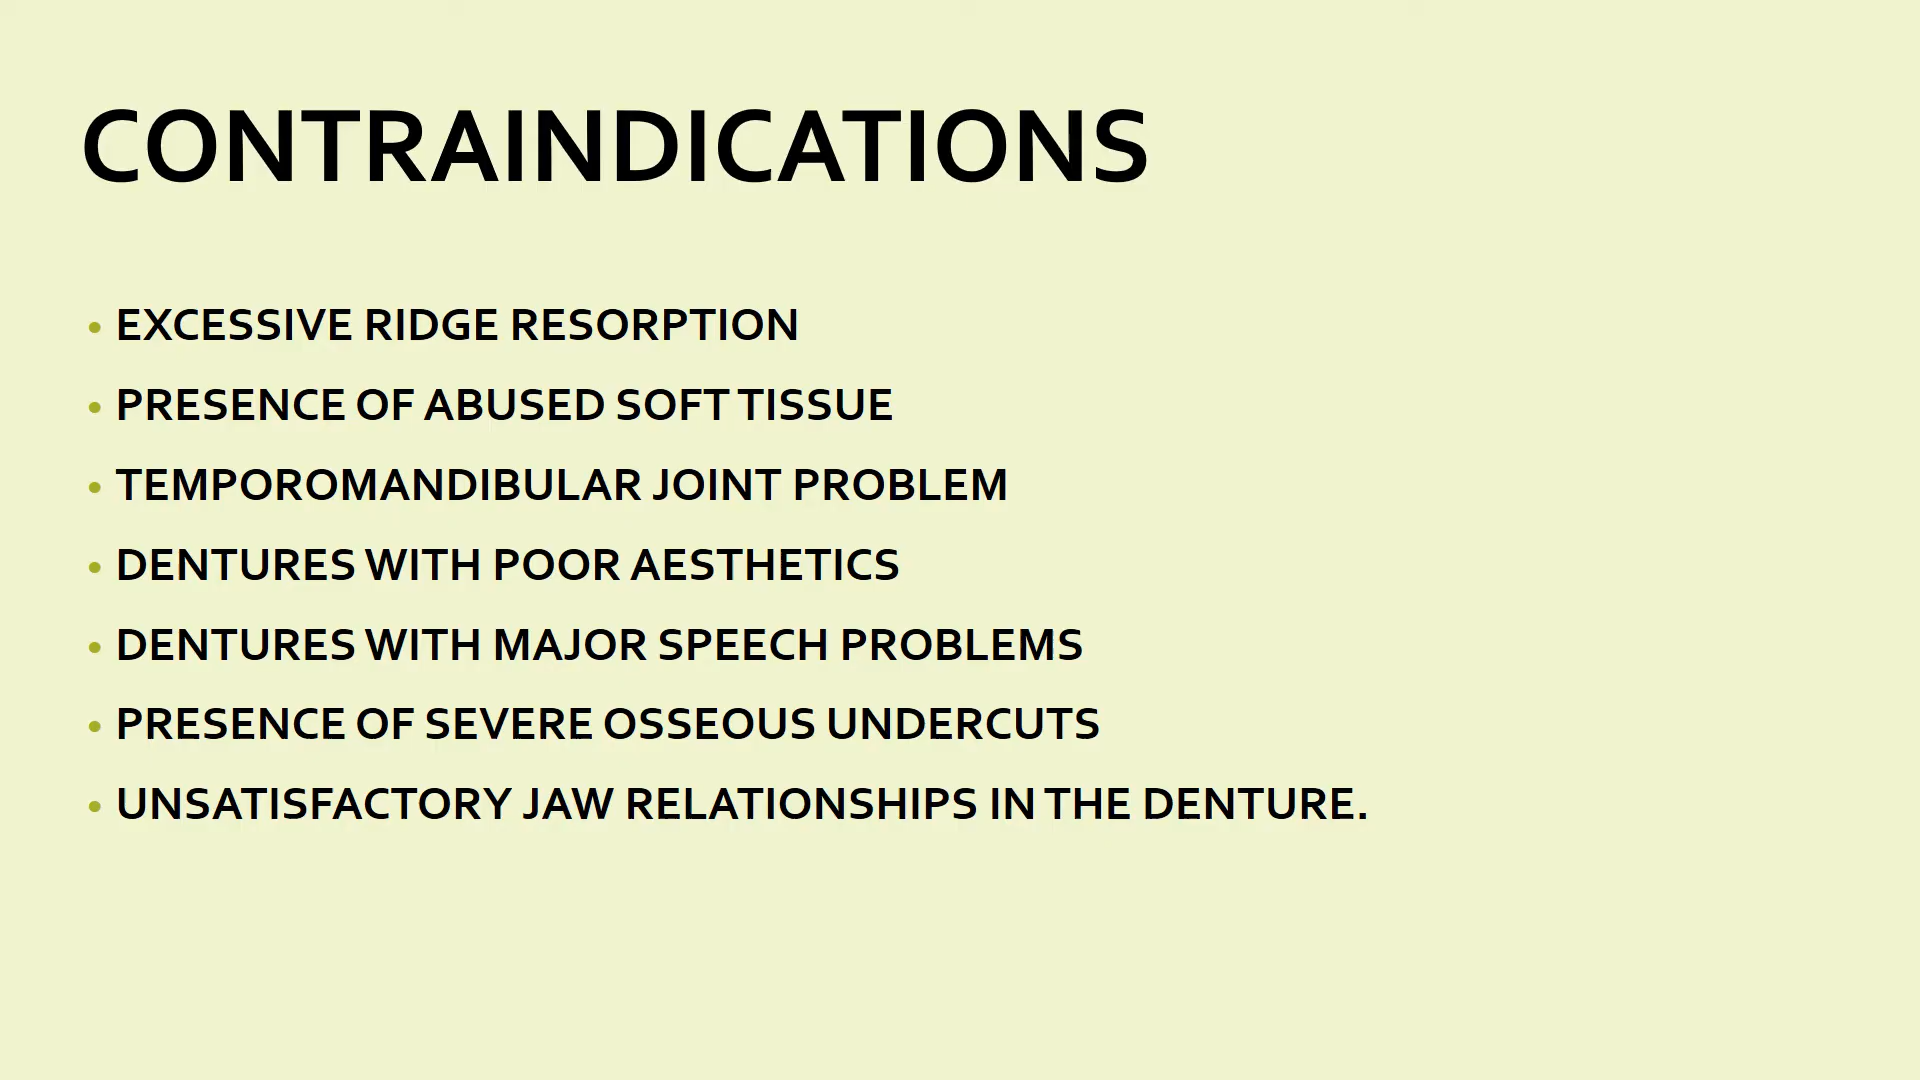 CONTRAINDICATIONS
• EXCESSIVE RIDGE RESORPTION
• PRESENCE OF ABUSED SOFT TISSUE
• TEMPOROMANDIBULAR JOINT PROBLEM
• DENTURES WITH POOR AESTHETICS
• DENTURES WITH MAJOR SPEECH PROBLEMS
• PRESENCE OF SEVERE OSSEOUS UNDERCUTS
• UNSATISFACTORY JAW RELATIONSHIPS IN THE DENTURE.